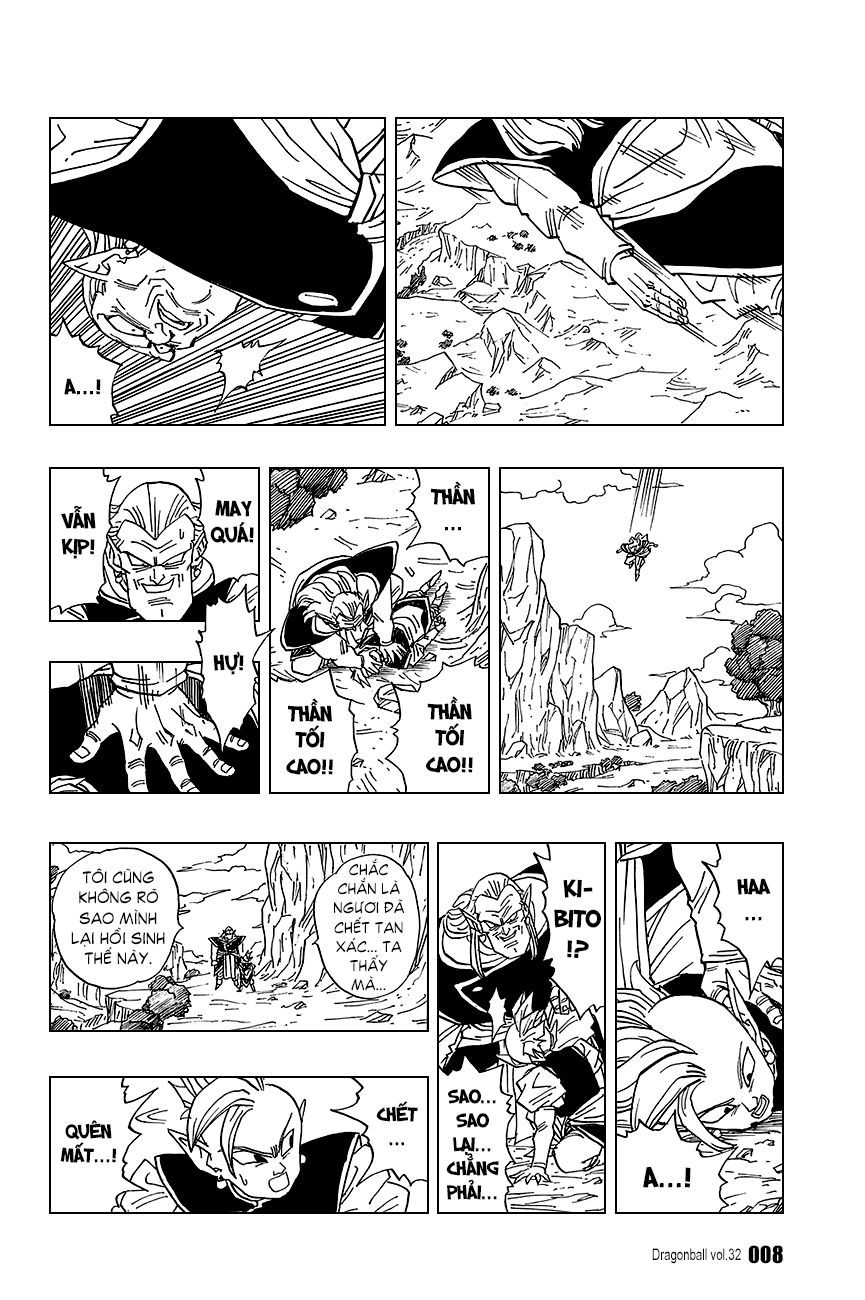 A...!
THẦN
...
THẦN
TỐI
CAO!!
THẦN
TỐI
CAO!!
MAY
QUÁ!
VẪN
KỊP!
HỰ!
HAA
...
A...!
KI-
BITO
!?
SAO...
SAO
LẠI...
CHẲNG
PHẢI...
CHẮC
CHẮN LÀ
NGƯƠI ĐÃ
CHẾT TAN
XÁC... TA
THẤY
MÀ...
TÔI CŨNG
KHÔNG RÕ
SAO MÌNH
LẠI HỒI SINH
THẾ NÀY.
CHẾT
...
QUÊN
MẤT...!
Dragonball vol.32 008